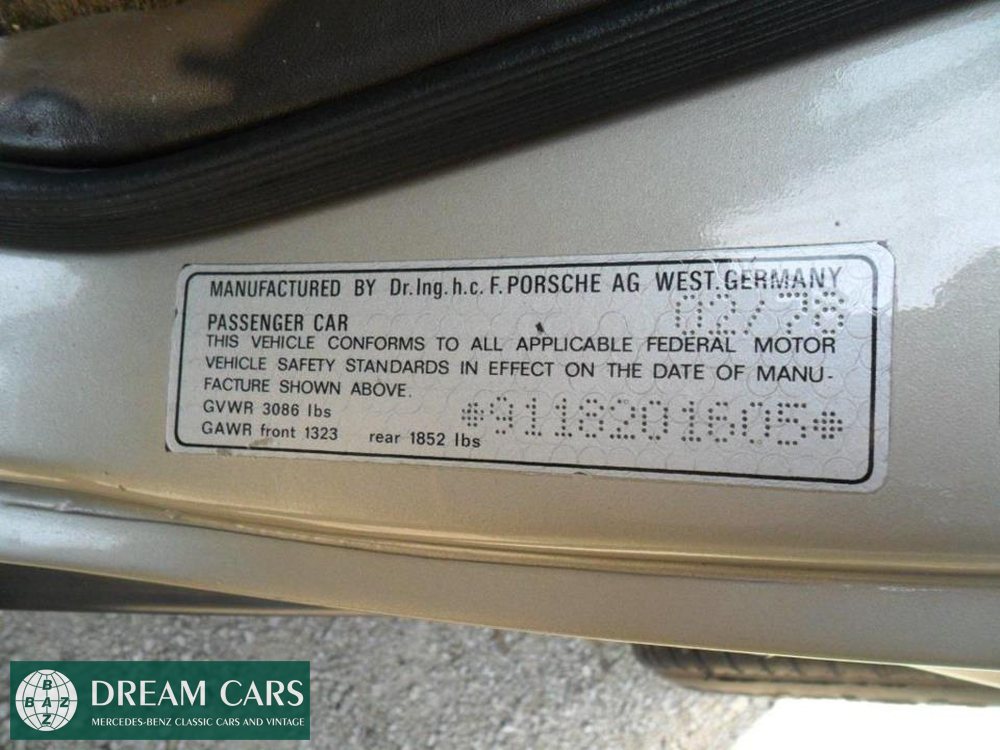 MANUFACTURED BY Dr.Ing.h.c.F.PORSCHE AG WEST.GERMANY
02/78
PASSENGER CAR
THIS VEHICLE CONFORMS TO ALL APPLICABLE FEDERAL MOTOR
VEHICLE SAFETY STANDARDS IN EFFECT ON THE DATE OF MANU-
FACTURE SHOWN ABOVE.
GVWR 3086 lbs
*9118201605*
GAWR front 1323 rear 1852 lbs
BAZ
BAZ
DREAM CARS
MERCEDES-BENZ CLASSIC CARS AND VINTAGE